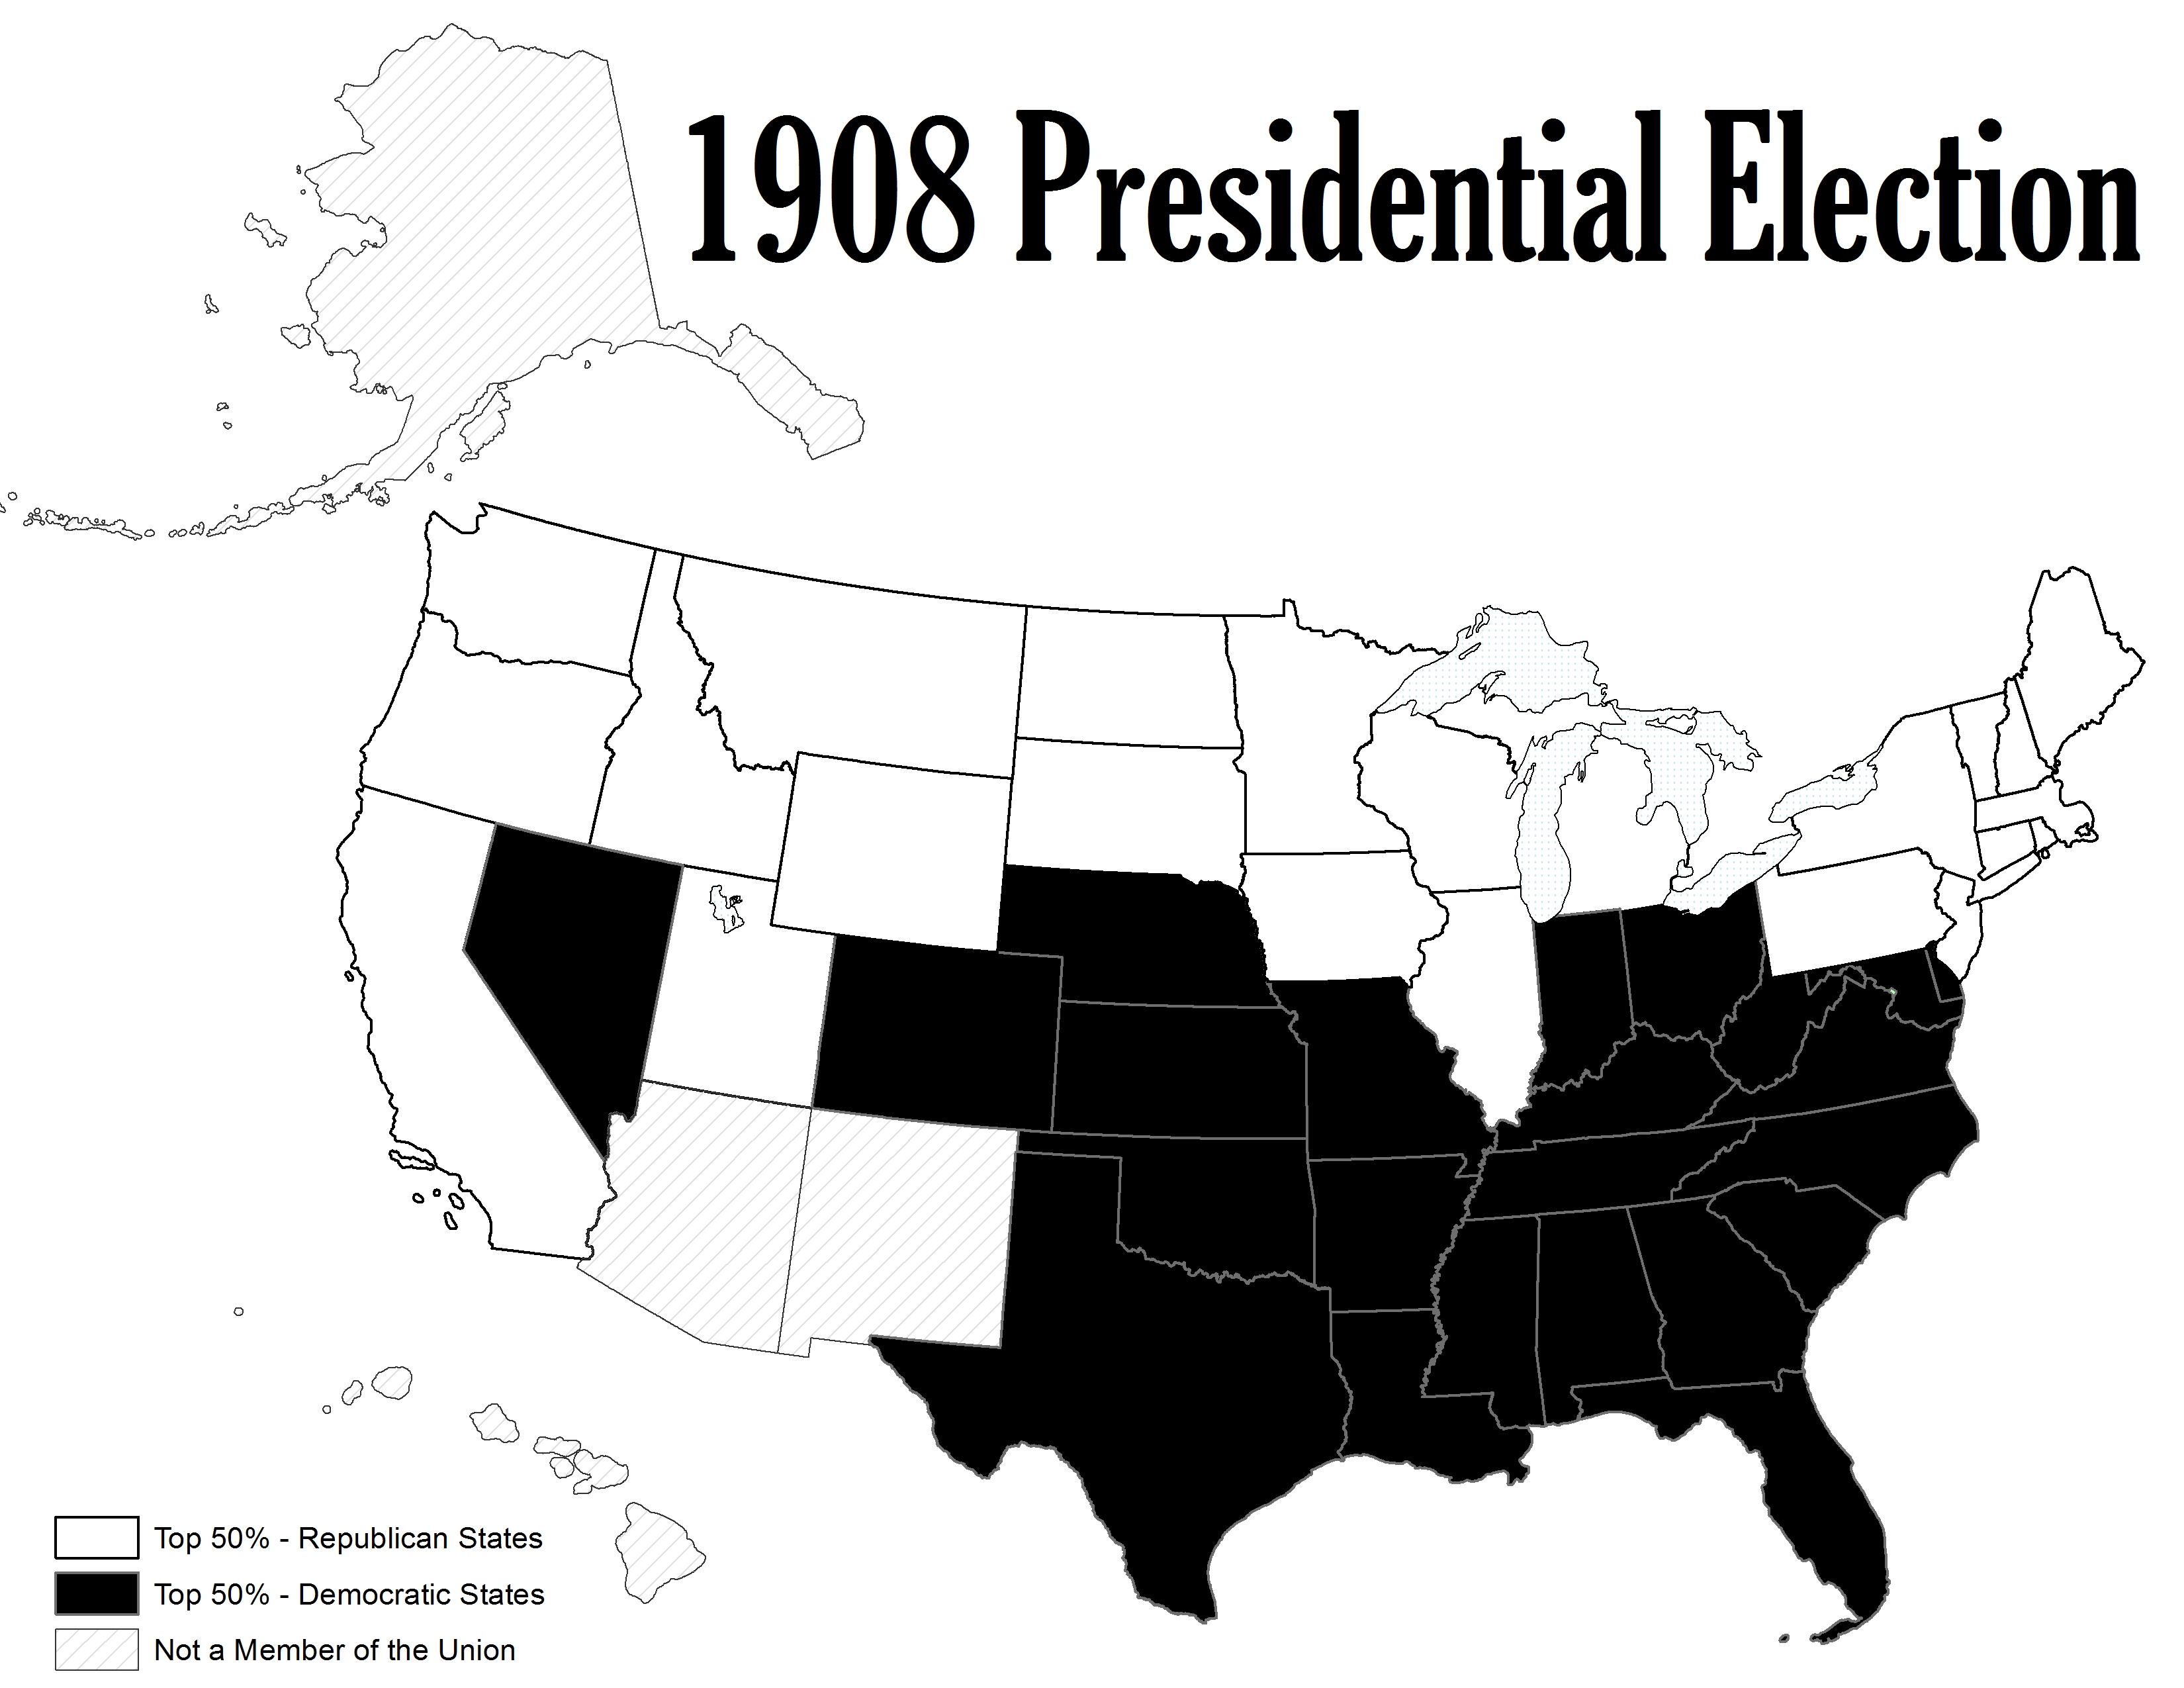 1908 Presidential Election
Top 50% - Republican States
Top 50% - Democratic States
Not a Member of the Union